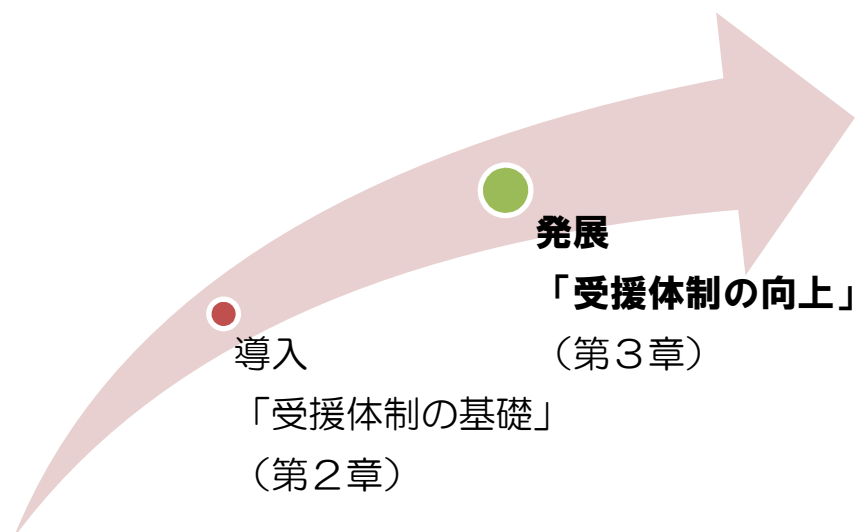 発展
「受援体制の向上」
（第３章）
導入
「受援体制の基礎」
（第２章）